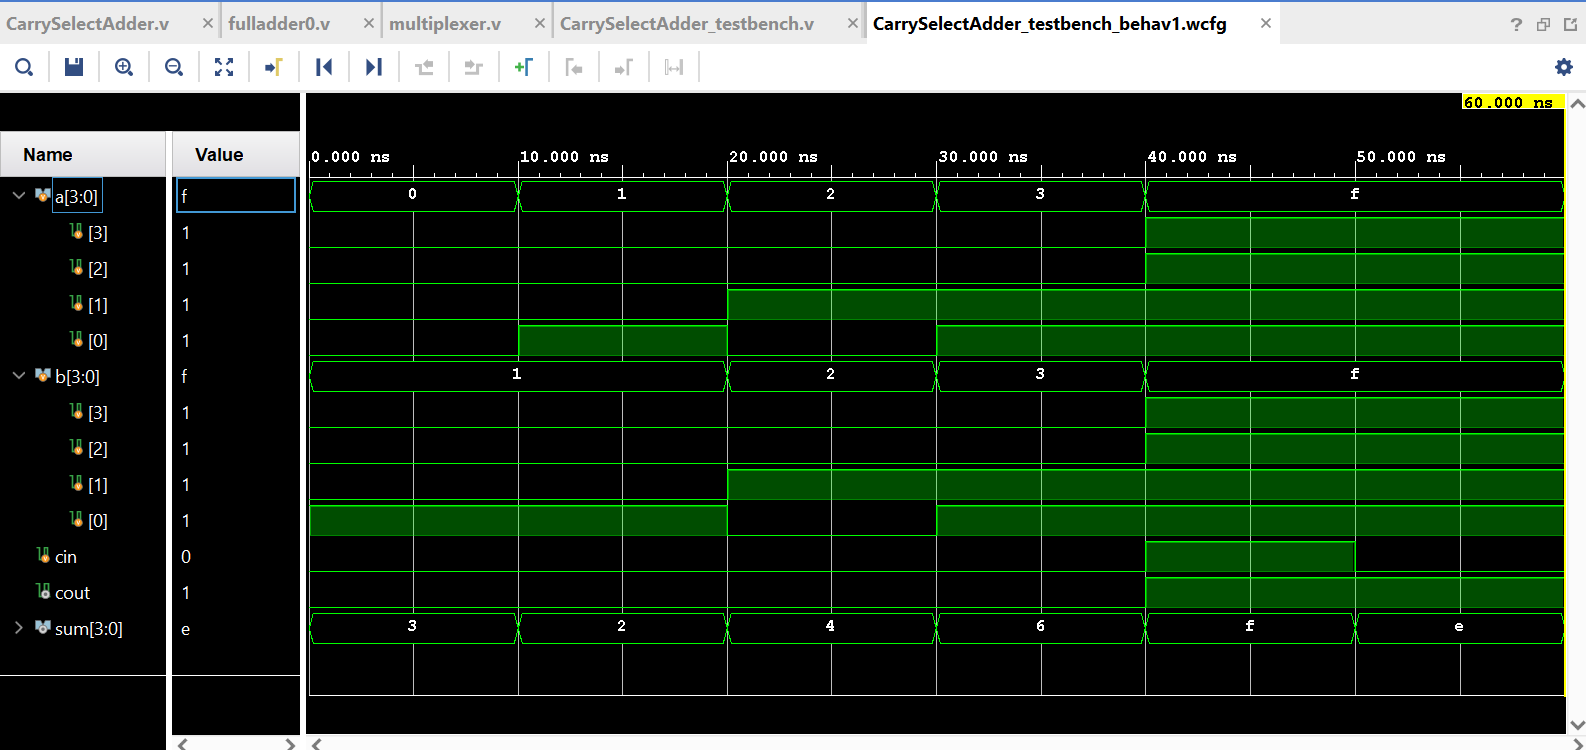 CarrySelectAdder.v × fulladder0.v × multiplexer.v × CarrySelectAdder_testbench.v × CarrySelectAdder_testbench_behav1.wcfg × ?
60.000 ns
Name Value 0.000 ns 10.000 ns 20.000 ns 30.000 ns 40.000 ns 50.000 ns
a[3:0] f 0 1 2 3 f
[3] 1
[2] 1
[1] 1
[0] 1
b[3:0] f 1 2 3 f
[3] 1
[2] 1
[1] 1
[0] 1
cin 0
cout 1
sum[3:0] e 3 2 4 6 f e